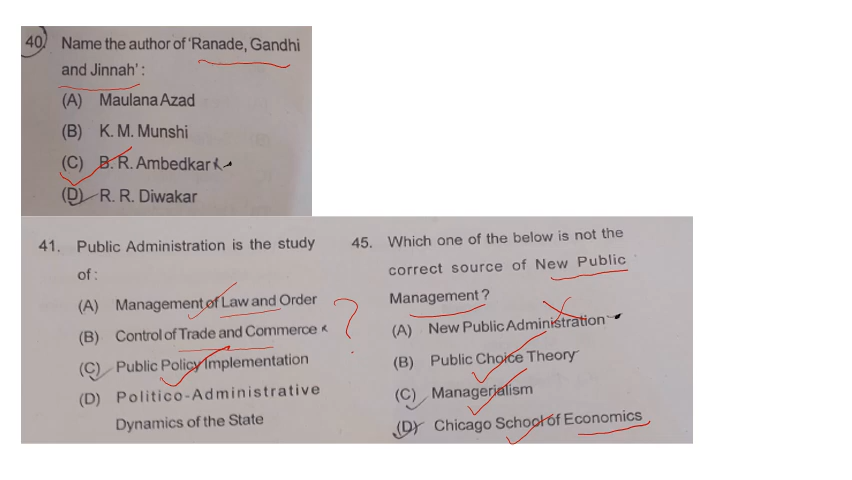 40. Name the author of 'Ranade, Gandhi
and Jinnah' :
(A) Maulana Azad
(B) K. M. Munshi
(C) B. R. Ambedkar
(D) R. R. Diwakar
41. Public Administration is the study
of :
(A) Management of Law and Order
(B) Control of Trade and Commerce
(C) Public Policy Implementation
(D) Politico-Administrative
Dynamics of the State
?
45. Which one of the below is not the
correct source of New Public
Management ?
(A) New Public Administration
(B) Public Choice Theory
(C) Managerialism
(D) Chicago School of Economics